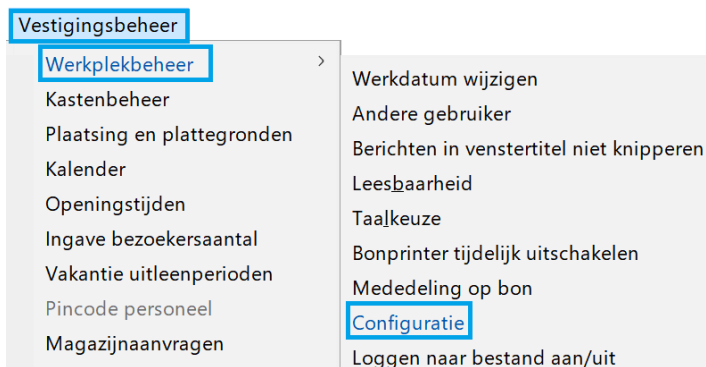 Vestigingsbeheer
Werkplekbeheer >
Kastenbeheer
Plaatsing en plattegronden
Kalender
Openingstijden
Ingave bezoekersaantal
Vakantie uitleenperioden
Pincode personeel
Magazijnaanvragen
Werkdatum wijzigen
Andere gebruiker
Berichten in venstertitel niet knipperen
Leesbaarheid
Taalkeuze
Bonprinter tijdelijk uitschakelen
Mededeling op bon
Configuratie
Loggen naar bestand aan/uit